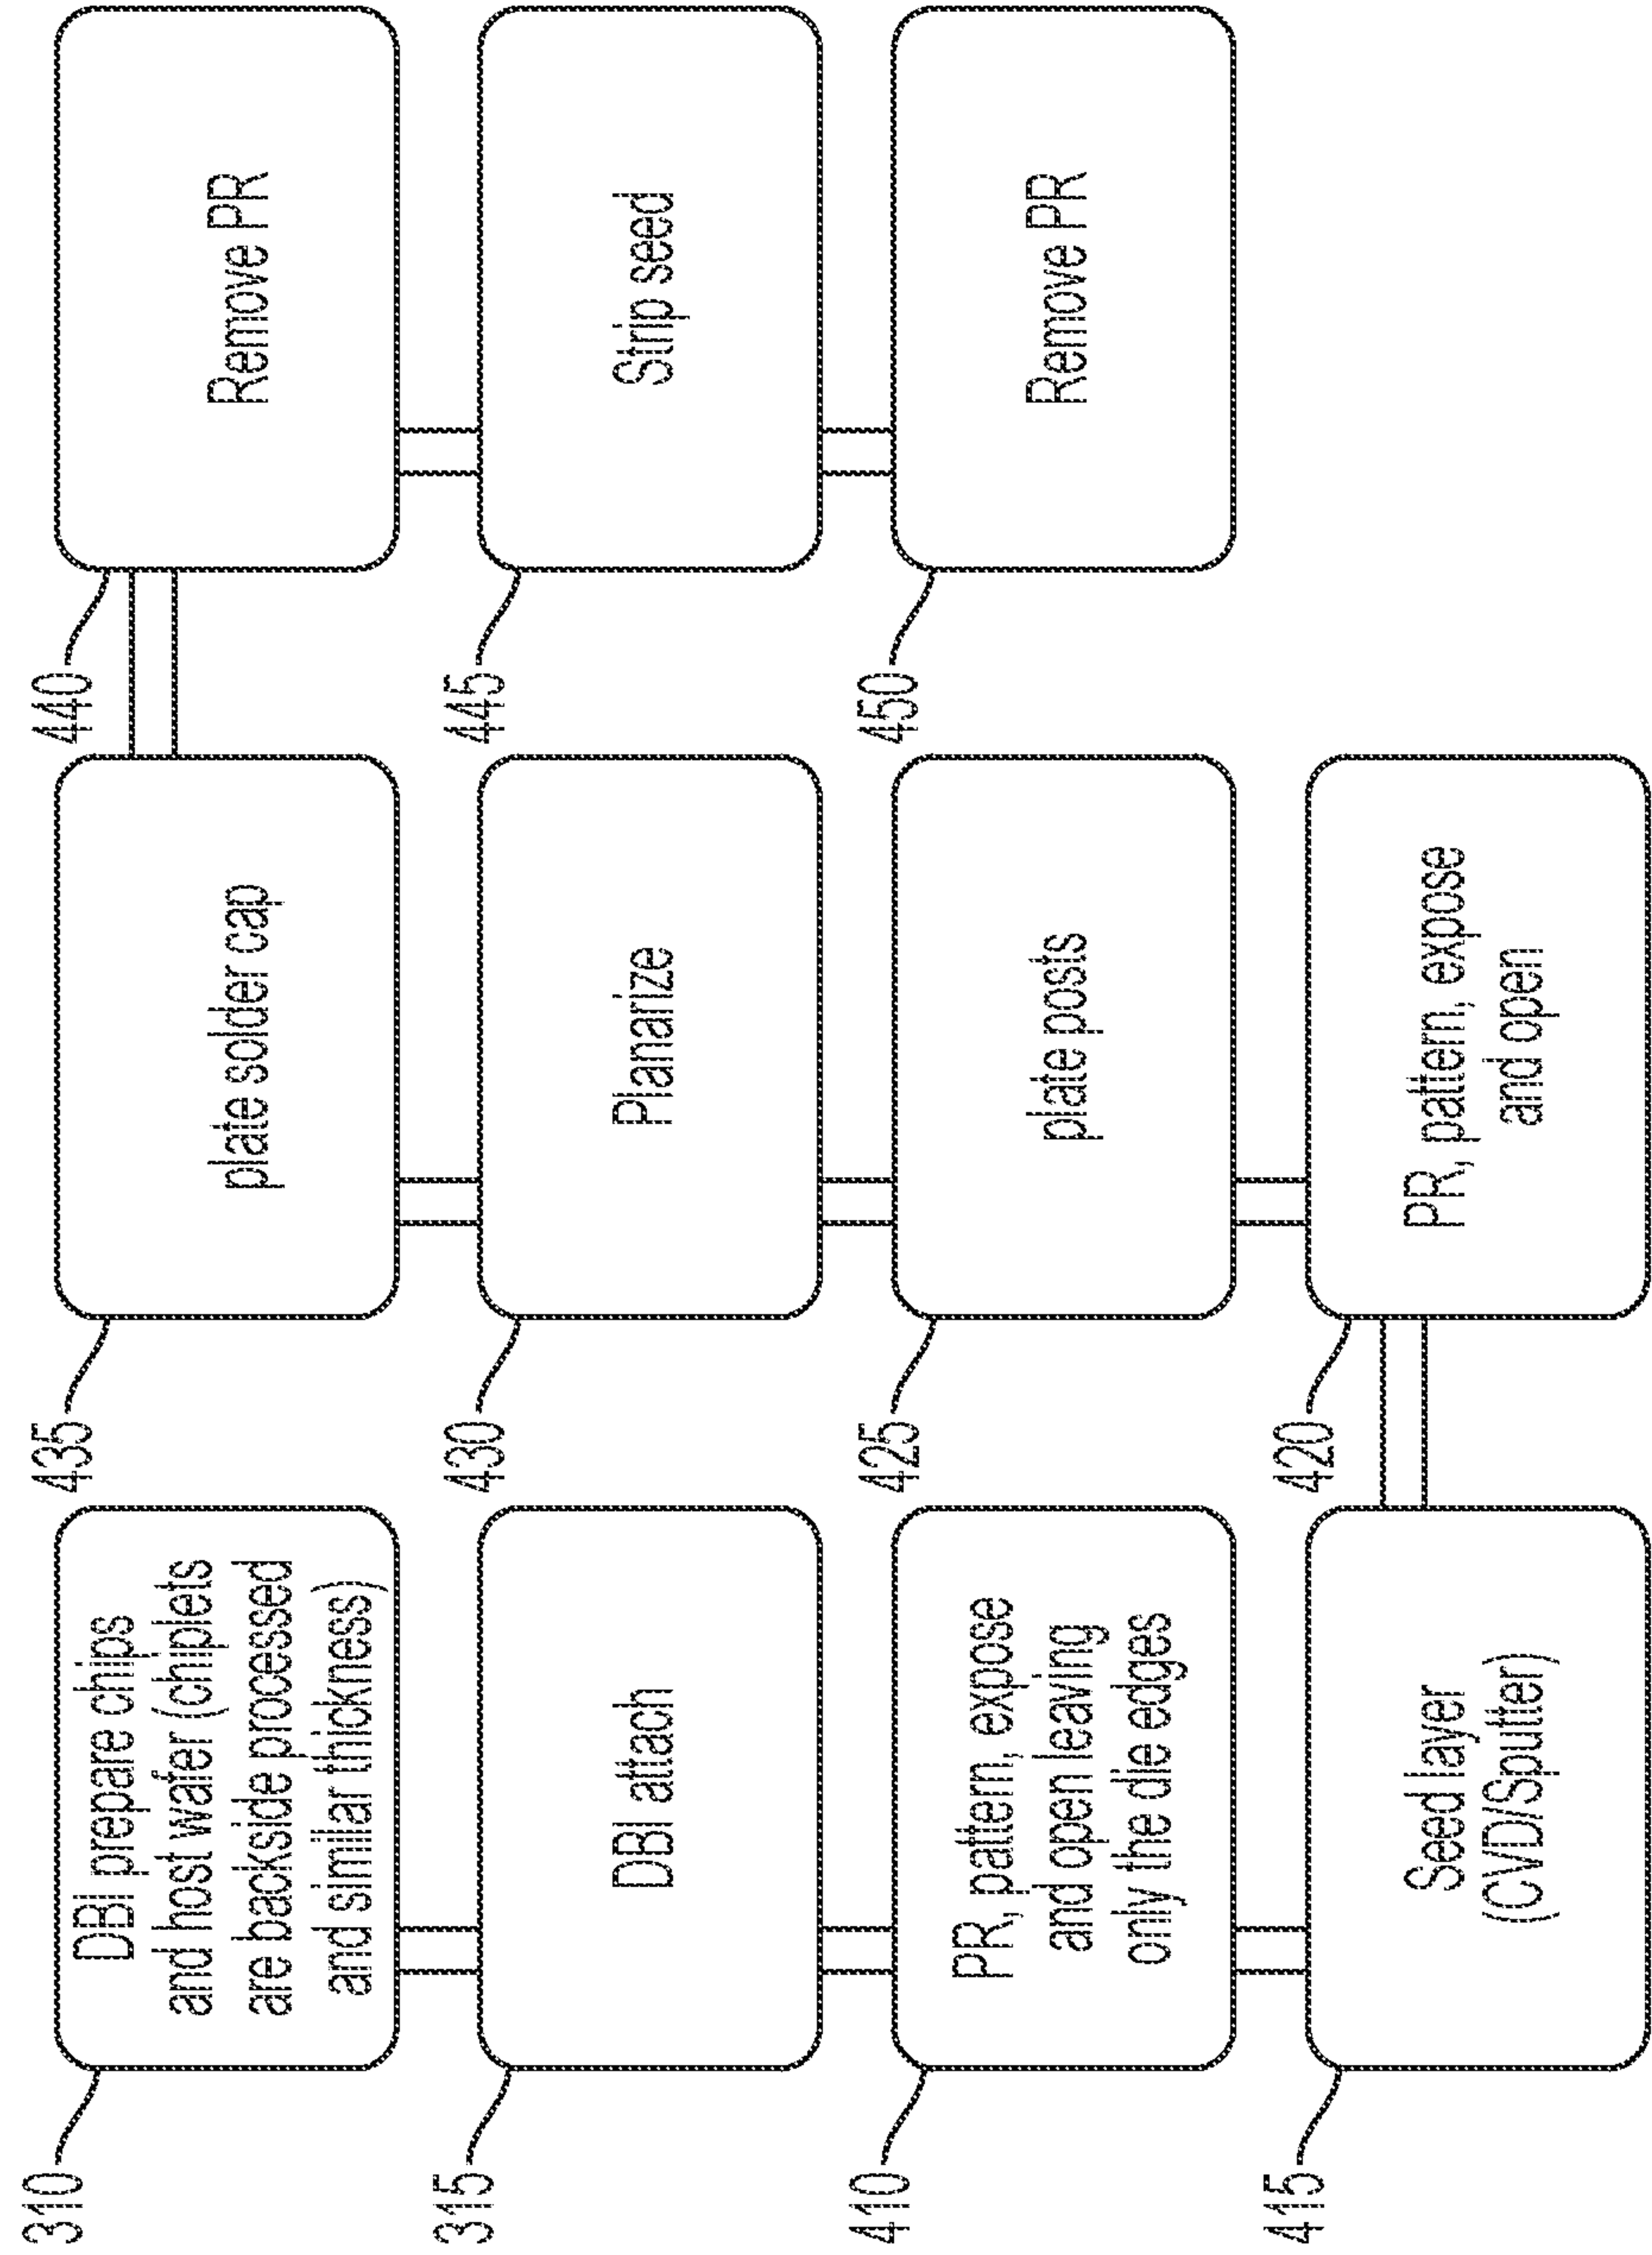 310
DBI prepare chips
and host wafer (chiplets
are backside processed
and similar thickness)
315
DBI attach
410
PR, pattern, expose
and open leaving
only the die edges
415
Seed layer
(CVD/Sputter)
420
PR, pattern, expose
and open
425
plate posts
430
Planarize
435
plate solder cap
440
Remove PR
445
Strip seed
450
Remove PR